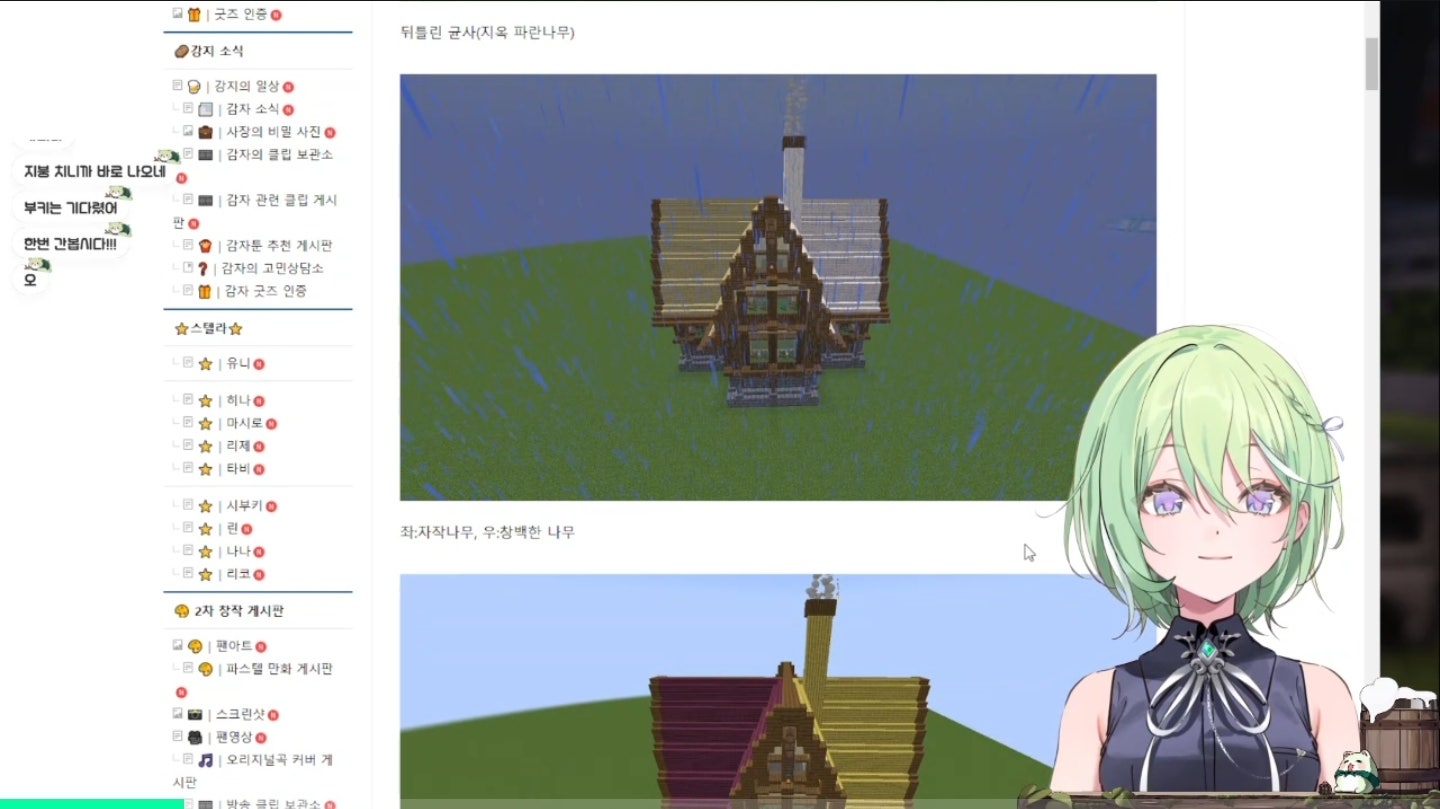 | 굿즈 인증 N
뒤틀린 균사(지옥 파란나무)
감지 소식
| 강지의 일상 N
| 감자 소식 N
| 사장의 비밀 사진 N
| 감자의 클립 보관소
N
| 감자 관련 클립 게시
판 N
| 감자툰 추천 게시판
| 감자의 고민상담소
| 감자 굿즈 인증
지붕 치니까 바로 나오네
부키는 기다렸어
한번 간봅시다!!!
오
⭐스텔라⭐
| 유니 N
| 히나 N
| 마시로 N
| 리제 N
| 타비 N
| 시부키 N
| 린 N
| 나나 N
| 리코 N
좌:자작나무, 우:창백한 나무
2차 창작 게시판
| 팬아트 N
| 파스텔 만화 게시판
N
| 스크린샷 N
| 팬영상 N
| 오리지널곡 커버 게
시판
| 방송 클립 보관소 N